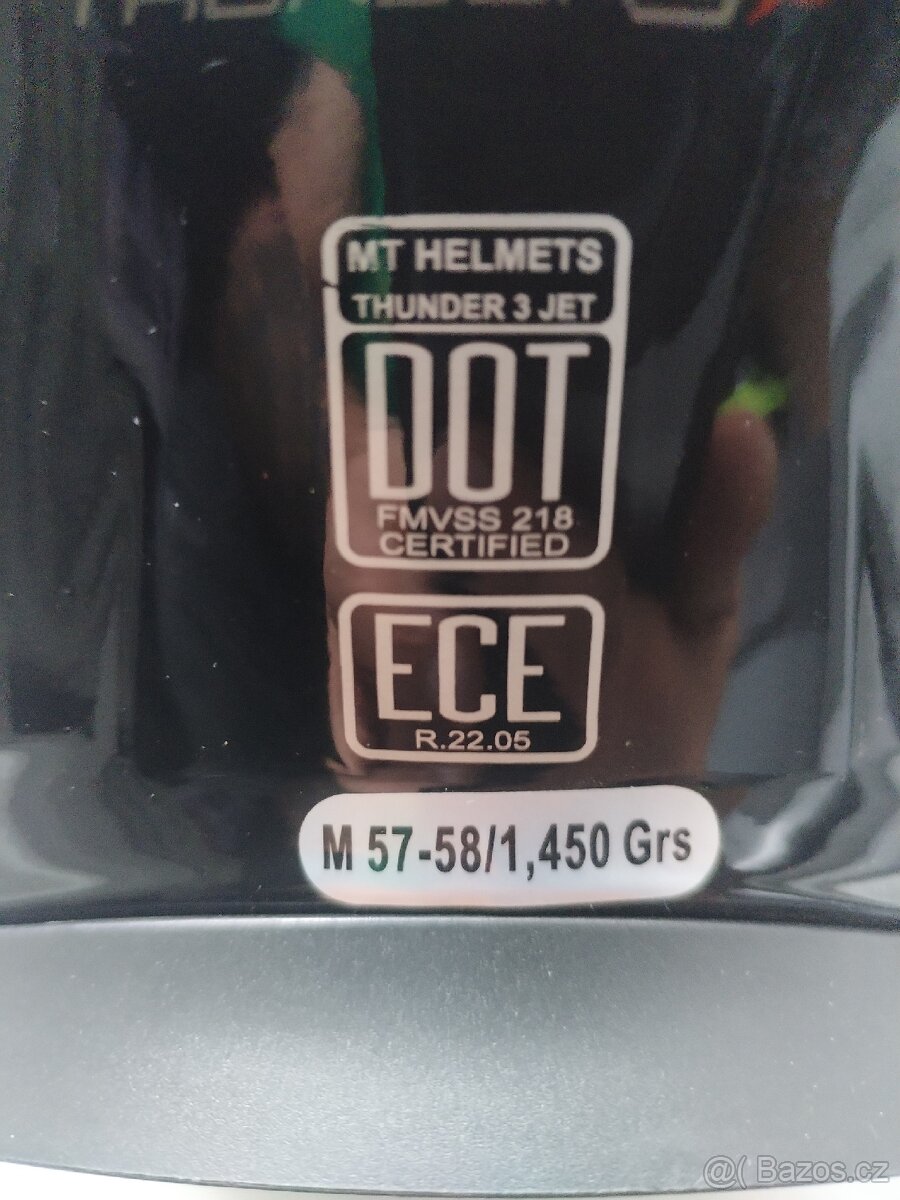 MT HELMETS
THUNDER 3 JET
DOT
FMVSS 218
CERTIFIED
ECE
R.22.05
M 57-58/1,450 Grs
@( Bazos.cz